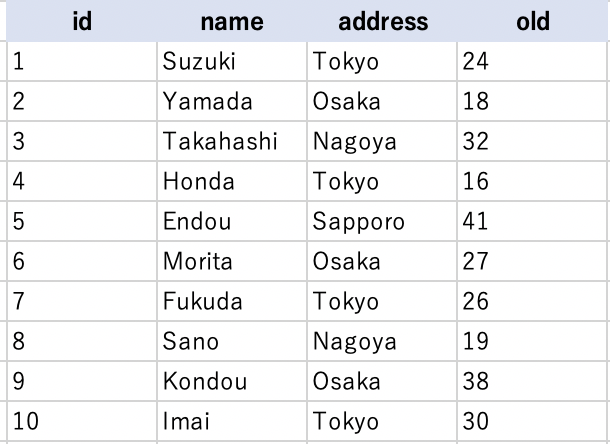 id name address old
1 Suzuki Tokyo 24
2 Yamada Osaka 18
3 Takahashi Nagoya 32
4 Honda Tokyo 16
5 Endou Sapporo 41
6 Morita Osaka 27
7 Fukuda Tokyo 26
8 Sano Nagoya 19
9 Kondou Osaka 38
10 Imai Tokyo 30